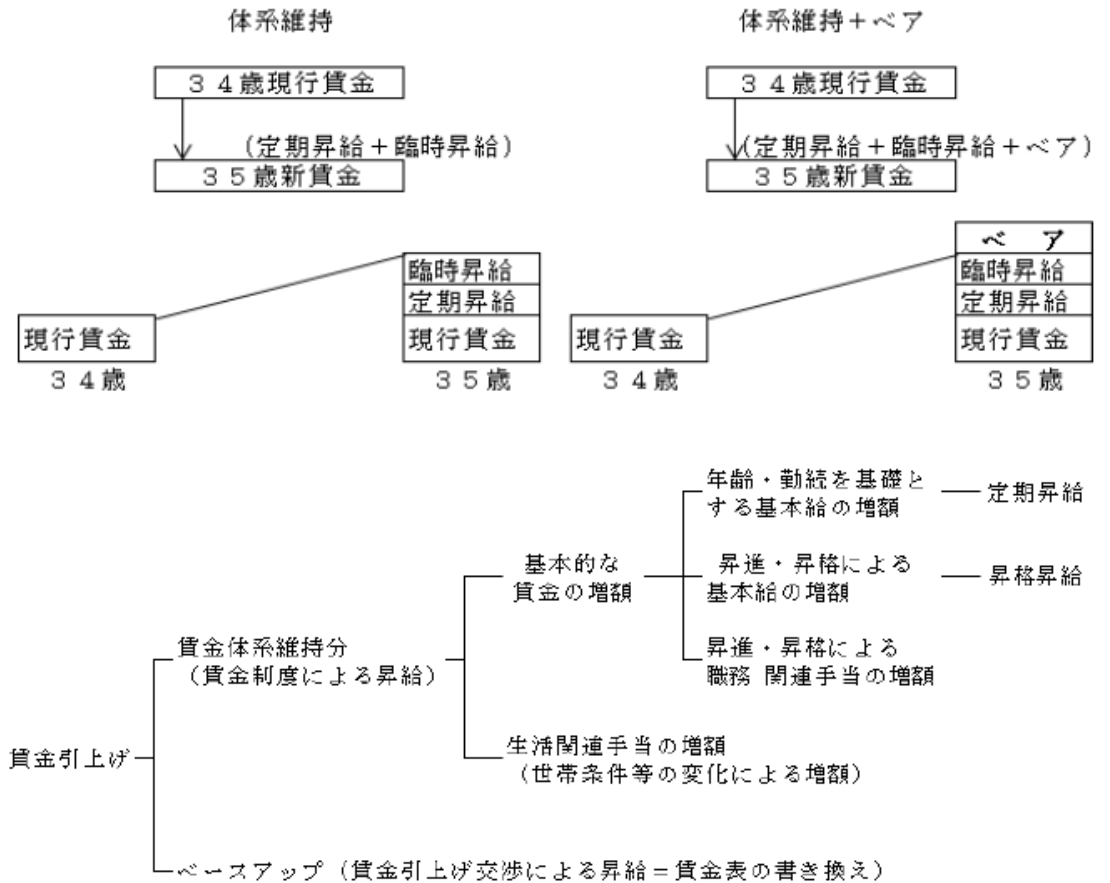 体系維持
34歳現行賃金
(定期昇給+臨時昇給)
35歳新賃金
臨時昇給
定期昇給
現行賃金
現行賃金
34歳
35歳
体系維持+ベア
34歳現行賃金
(定期昇給+臨時昇給+ベア)
35歳新賃金
ベ ア
臨時昇給
定期昇給
現行賃金
現行賃金
34歳
35歳
年齢・勤続を基礎と
する基本給の増額
定期昇給
基本的な
賃金の増額
昇進・昇格による
基本給の増額
昇格昇給
賃金体系維持分
(賃金制度による昇給)
昇進・昇格による
職務 関連手当の増額
賃金引上げ
生活関連手当の増額
(世帯条件等の変化による増額)
ベースアップ(賃金引上げ交渉による昇給=賃金表の書き換え)